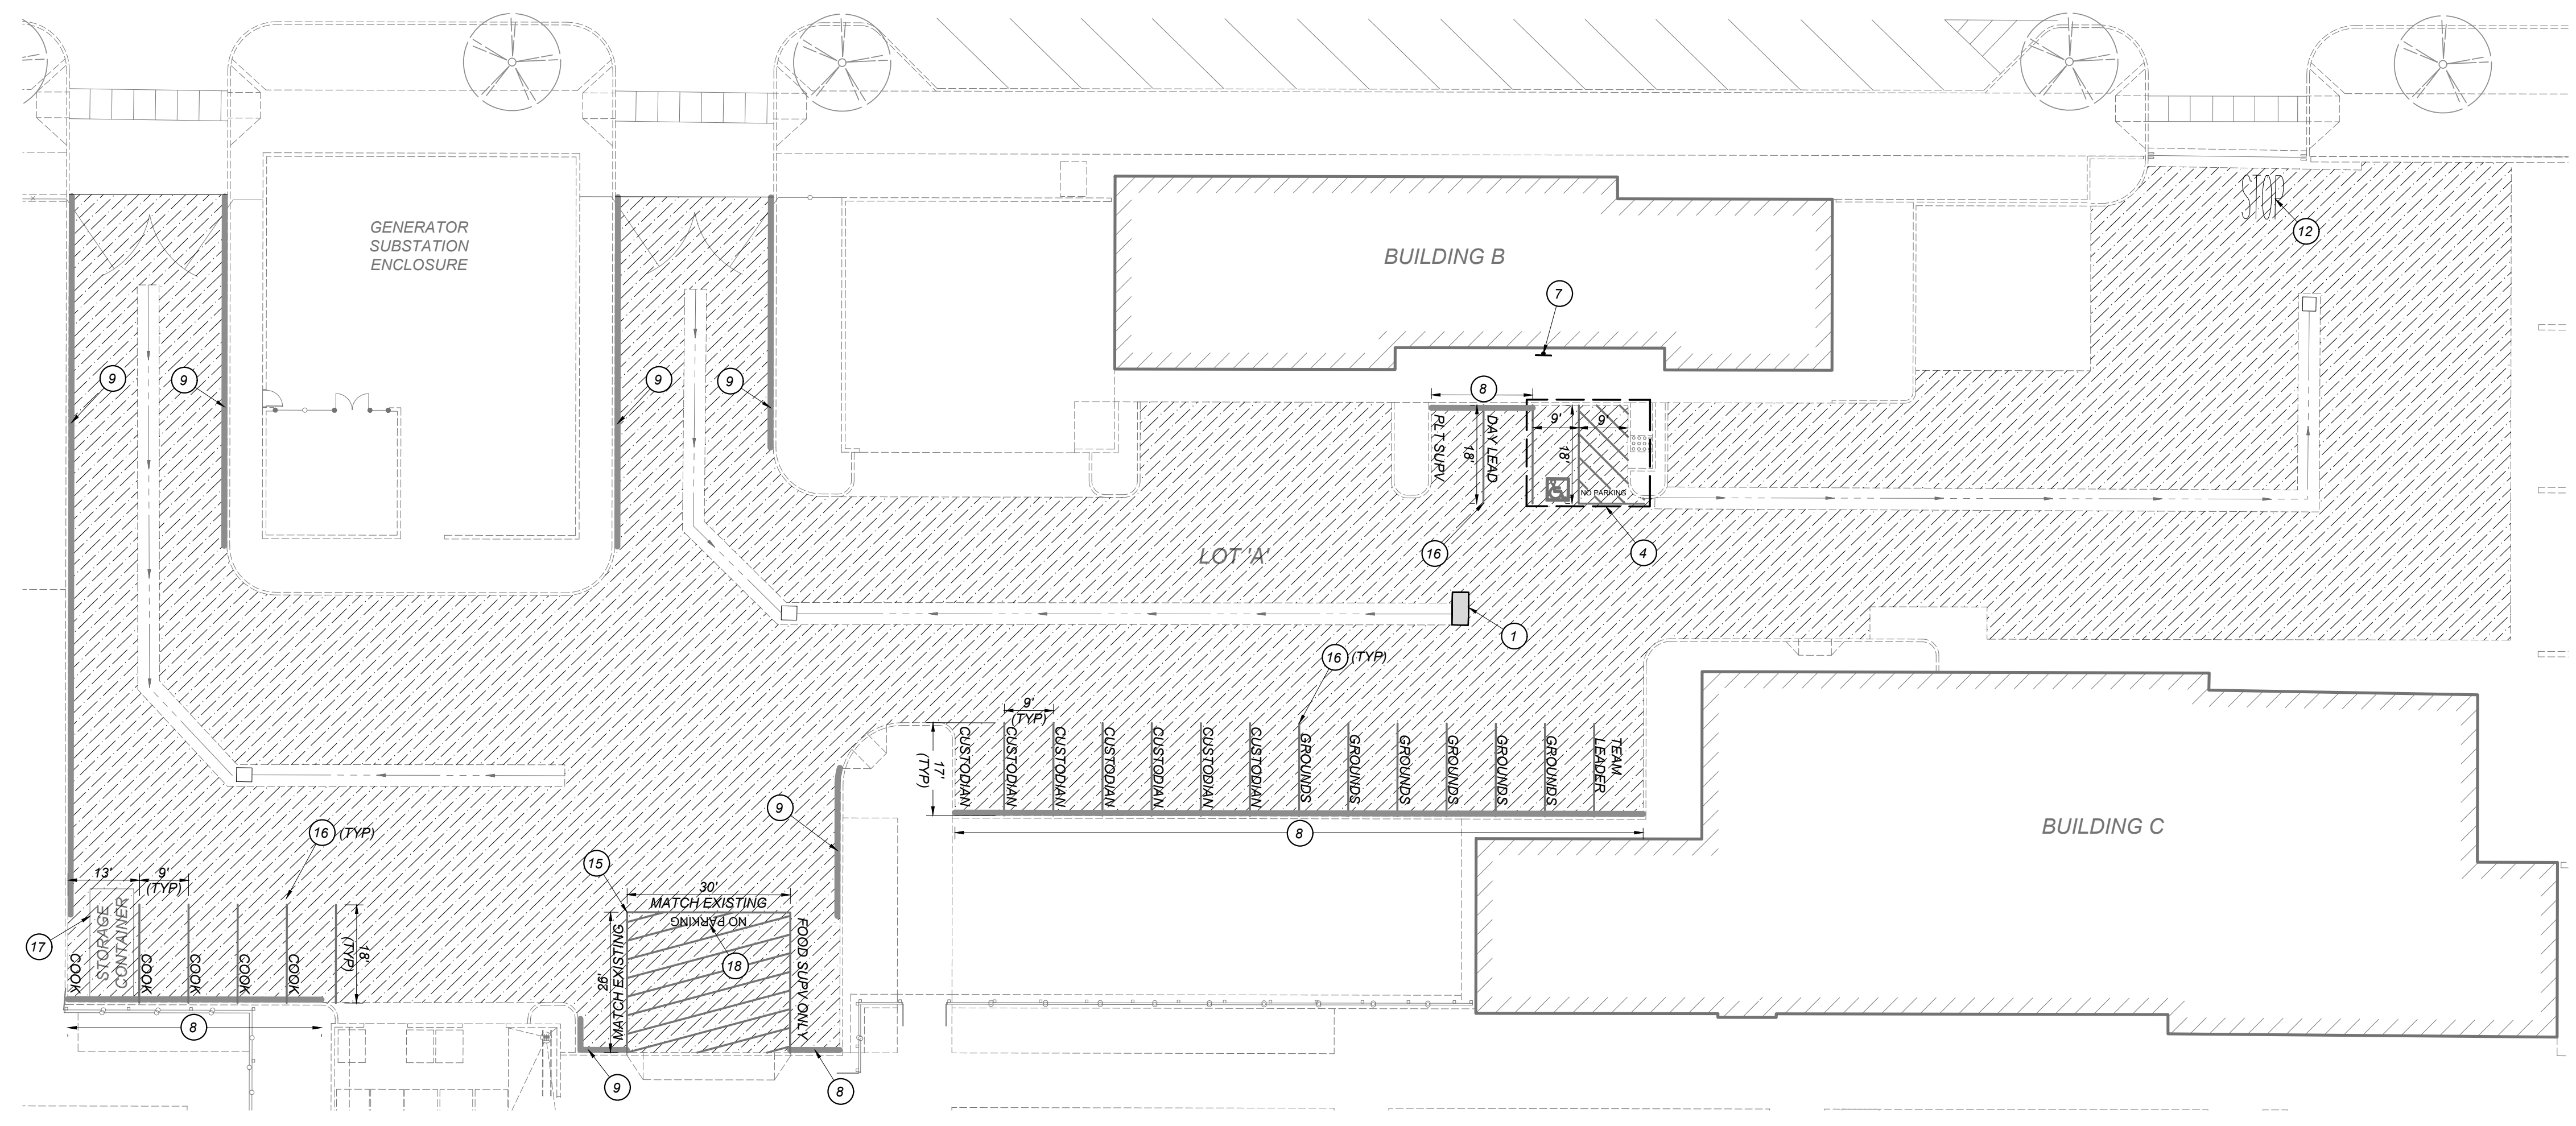 STOP
12
GENERATOR
SUBSTATION
ENCLOSURE
BUILDING B
7
9
9
9
9
8
RLT SUPV.
18'
DAY LEAD
9'
9'
18'
NO PARKING
16
4
LOT 'A'
1
16 (TYP)
9'
(TYP)
17'
(TYP)
CUSTODIAN
CUSTODIAN
CUSTODIAN
CUSTODIAN
CUSTODIAN
CUSTODIAN
CUSTODIAN
GROUNDS
GROUNDS
GROUNDS
GROUNDS
GROUNDS
GROUNDS
TEAM
LEADER
8
BUILDING C
9
16 (TYP)
15
13'
9'
(TYP)
30'
MATCH EXISTING
NO PARKING
18
26'
MATCH EXISTING
FOOD SUPV ONLY
17
COOK
STORAGE
CONTAINER
COOK
COOK
COOK
COOK
18'
(TYP)
8
9
8